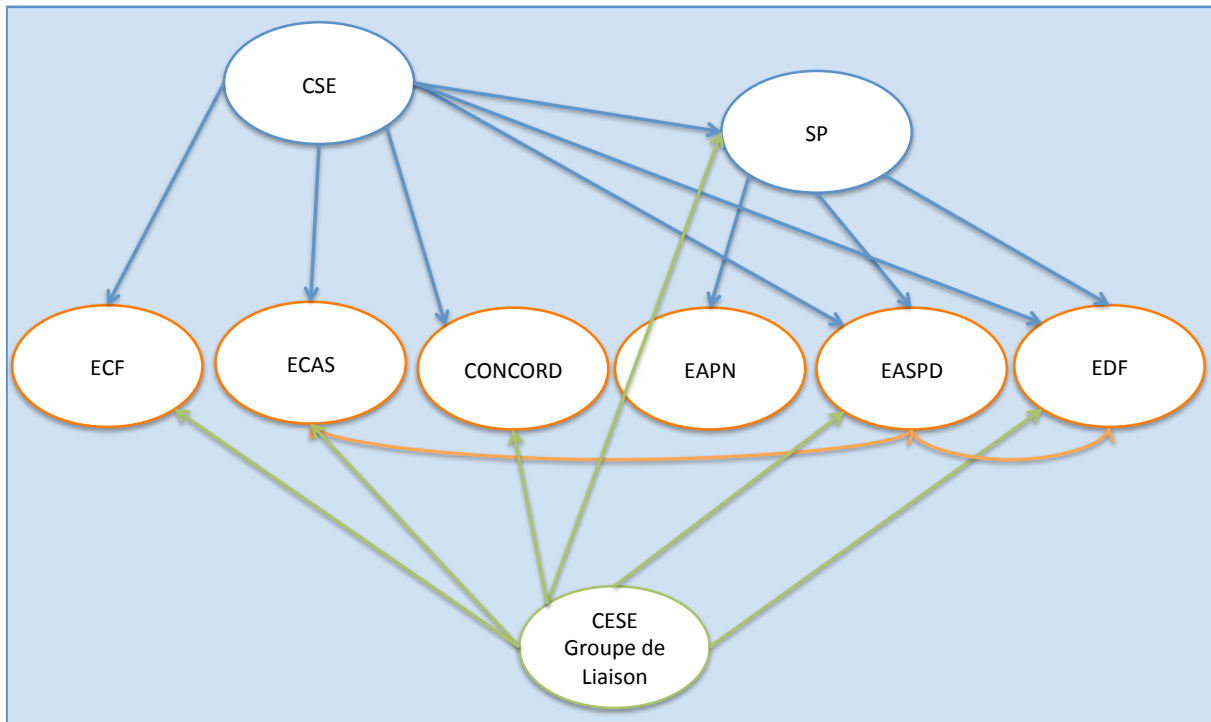 CSE
SP
ECF
ECAS
CONCORD
EAPN
EASPD
EDF
CESE
Groupe de
Liaison